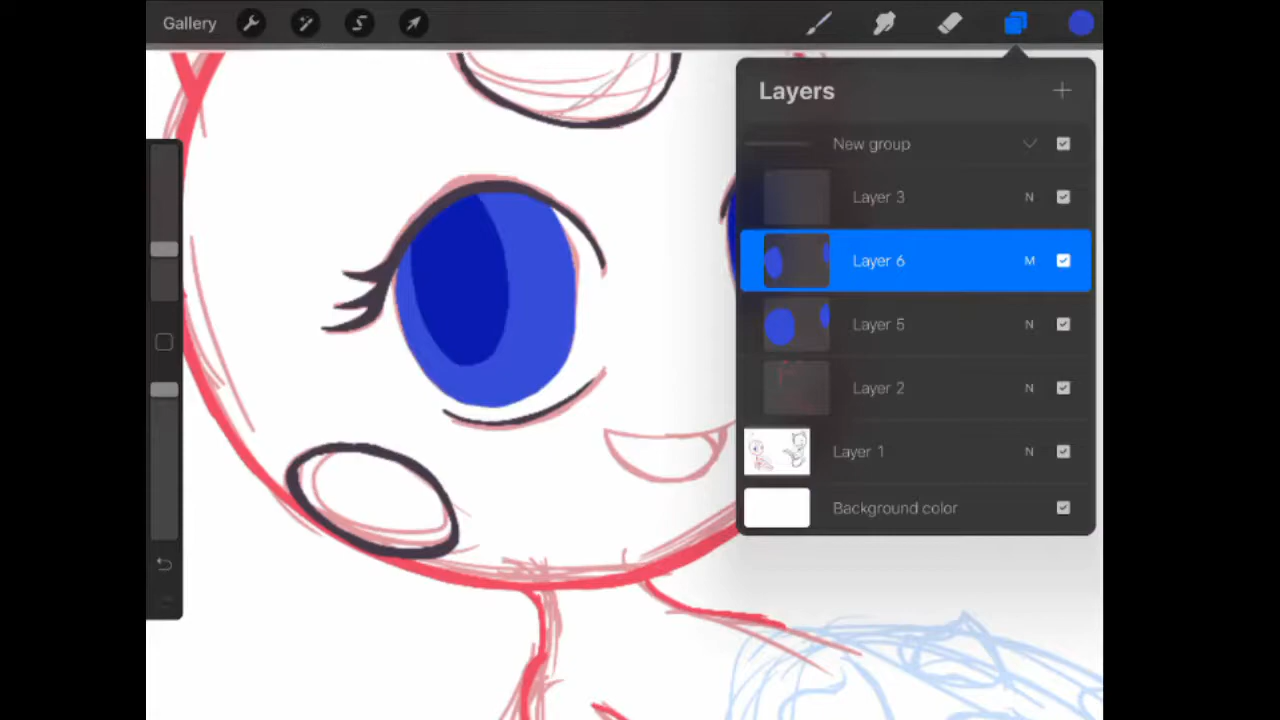 Gallery
Layers
New group
Layer 3 N
Layer 6 M
Layer 5 N
Layer 2 N
Layer 1 N
Background color